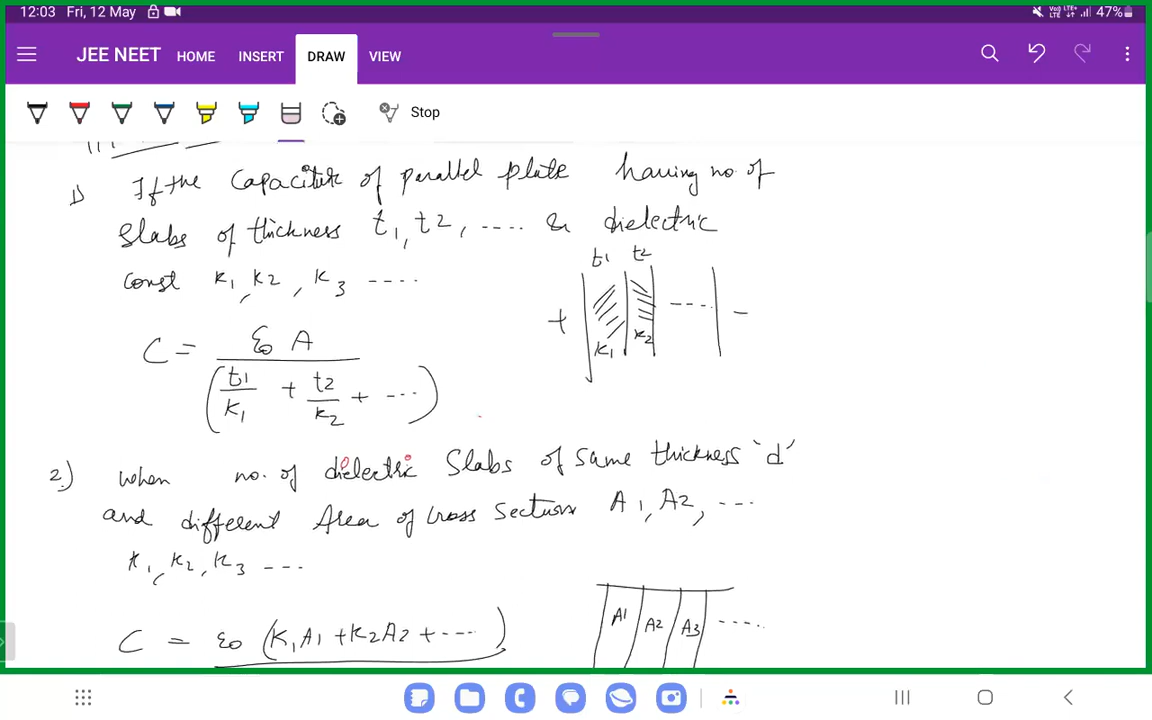 12:03 Fri, 12 May
Vo) LTE LTE+ 47%
JEE NEET HOME INSERT DRAW VIEW
Stop
1) If the Capacitor of parallel plate having no. of
Slabs of thickness t1, t2, .... & dielectric
const K1, K2, K3 ----
t1 t2
+ K1 K2 ---- -
C = ε0 A
(t1/K1 + t2/K2 + ...)
2.) when no. of dielectric Slabs of same thickness 'd'
and different Area of Cross Section A1, A2, ---
K1, K2, K3 ---
C = ε0 (K1A1 + K2A2 + ---)
A1 A2 A3 ----